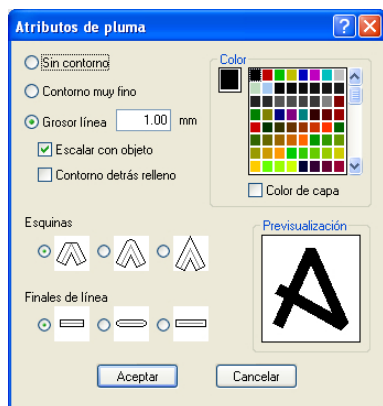 Atributos de pluma
Sin contorno
Contorno muy fino
Grosor línea 1.00 mm
Escalar con objeto
Contorno detrás relleno
Color
Color de capa
Esquinas
Finales de línea
Previsualización
Aceptar
Cancelar